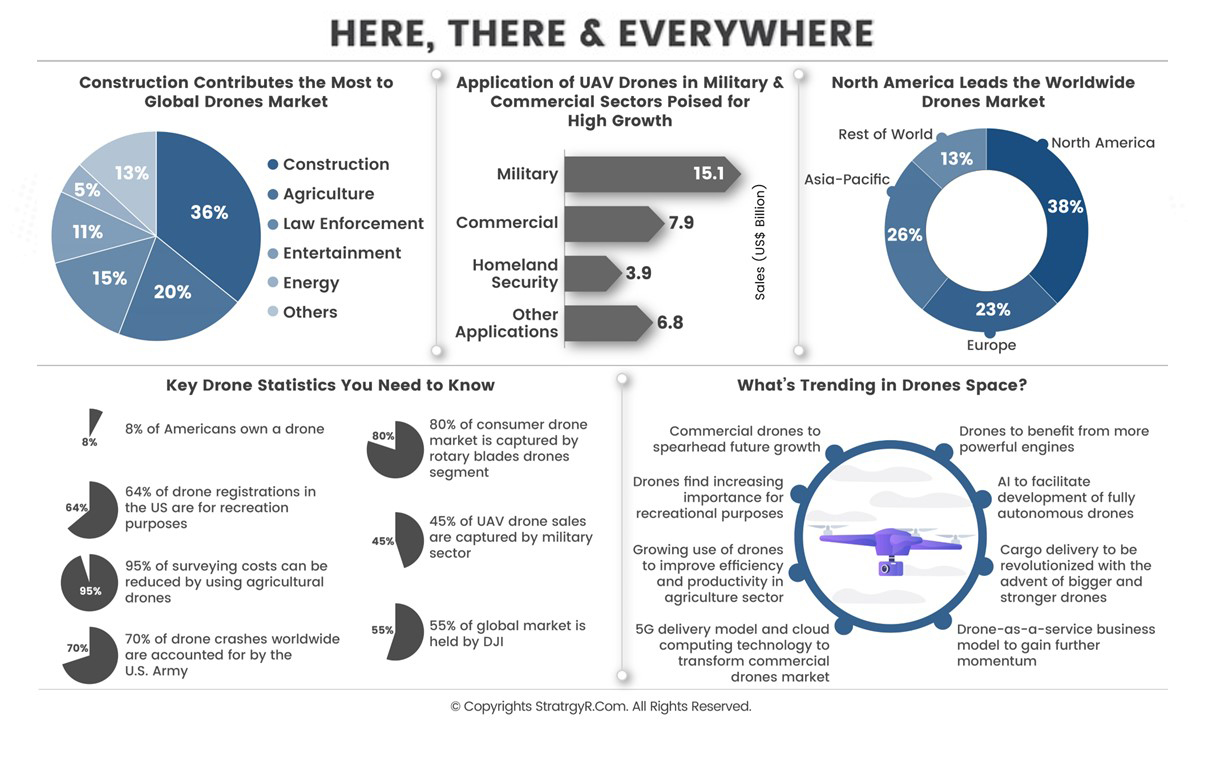 HERE, THERE & EVERYWHERE
Construction Contributes the Most to
Global Drones Market
36%
20%
15%
11%
5%
13%
Construction
Agriculture
Law Enforcement
Entertainment
Energy
Others
Application of UAV Drones in Military &
Commercial Sectors Poised for
High Growth
Military
15.1
Commercial
7.9
Homeland
Security
3.9
Other
Applications
6.8
Sales (US$ Billion)
North America Leads the Worldwide
Drones Market
Rest of World
13%
North America
38%
Asia-Pacific
26%
23%
Europe
Key Drone Statistics You Need to Know
8%
8% of Americans own a drone
64%
64% of drone registrations in
the US are for recreation
purposes
95%
95% of surveying costs can be
reduced by using agricultural
drones
70%
70% of drone crashes worldwide
are accounted for by the
U.S. Army
80%
80% of consumer drone
market is captured by
rotary blades drones
segment
45%
45% of UAV drone sales
are captured by military
sector
55%
55% of global market is
held by DJI
What's Trending in Drones Space?
Commercial drones to
spearhead future growth
Drones find increasing
importance for
recreational purposes
Growing use of drones
to improve efficiency
and productivity in
agriculture sector
5G delivery model and cloud
computing technology to
transform commercial
drones market
Drones to benefit from more
powerful engines
AI to facilitate
development of fully
autonomous drones
Cargo delivery to be
revolutionized with the
advent of bigger and
stronger drones
Drone-as-a-service business
model to gain further
momentum
© Copyrights StratrgyR.Com. All Rights Reserved.